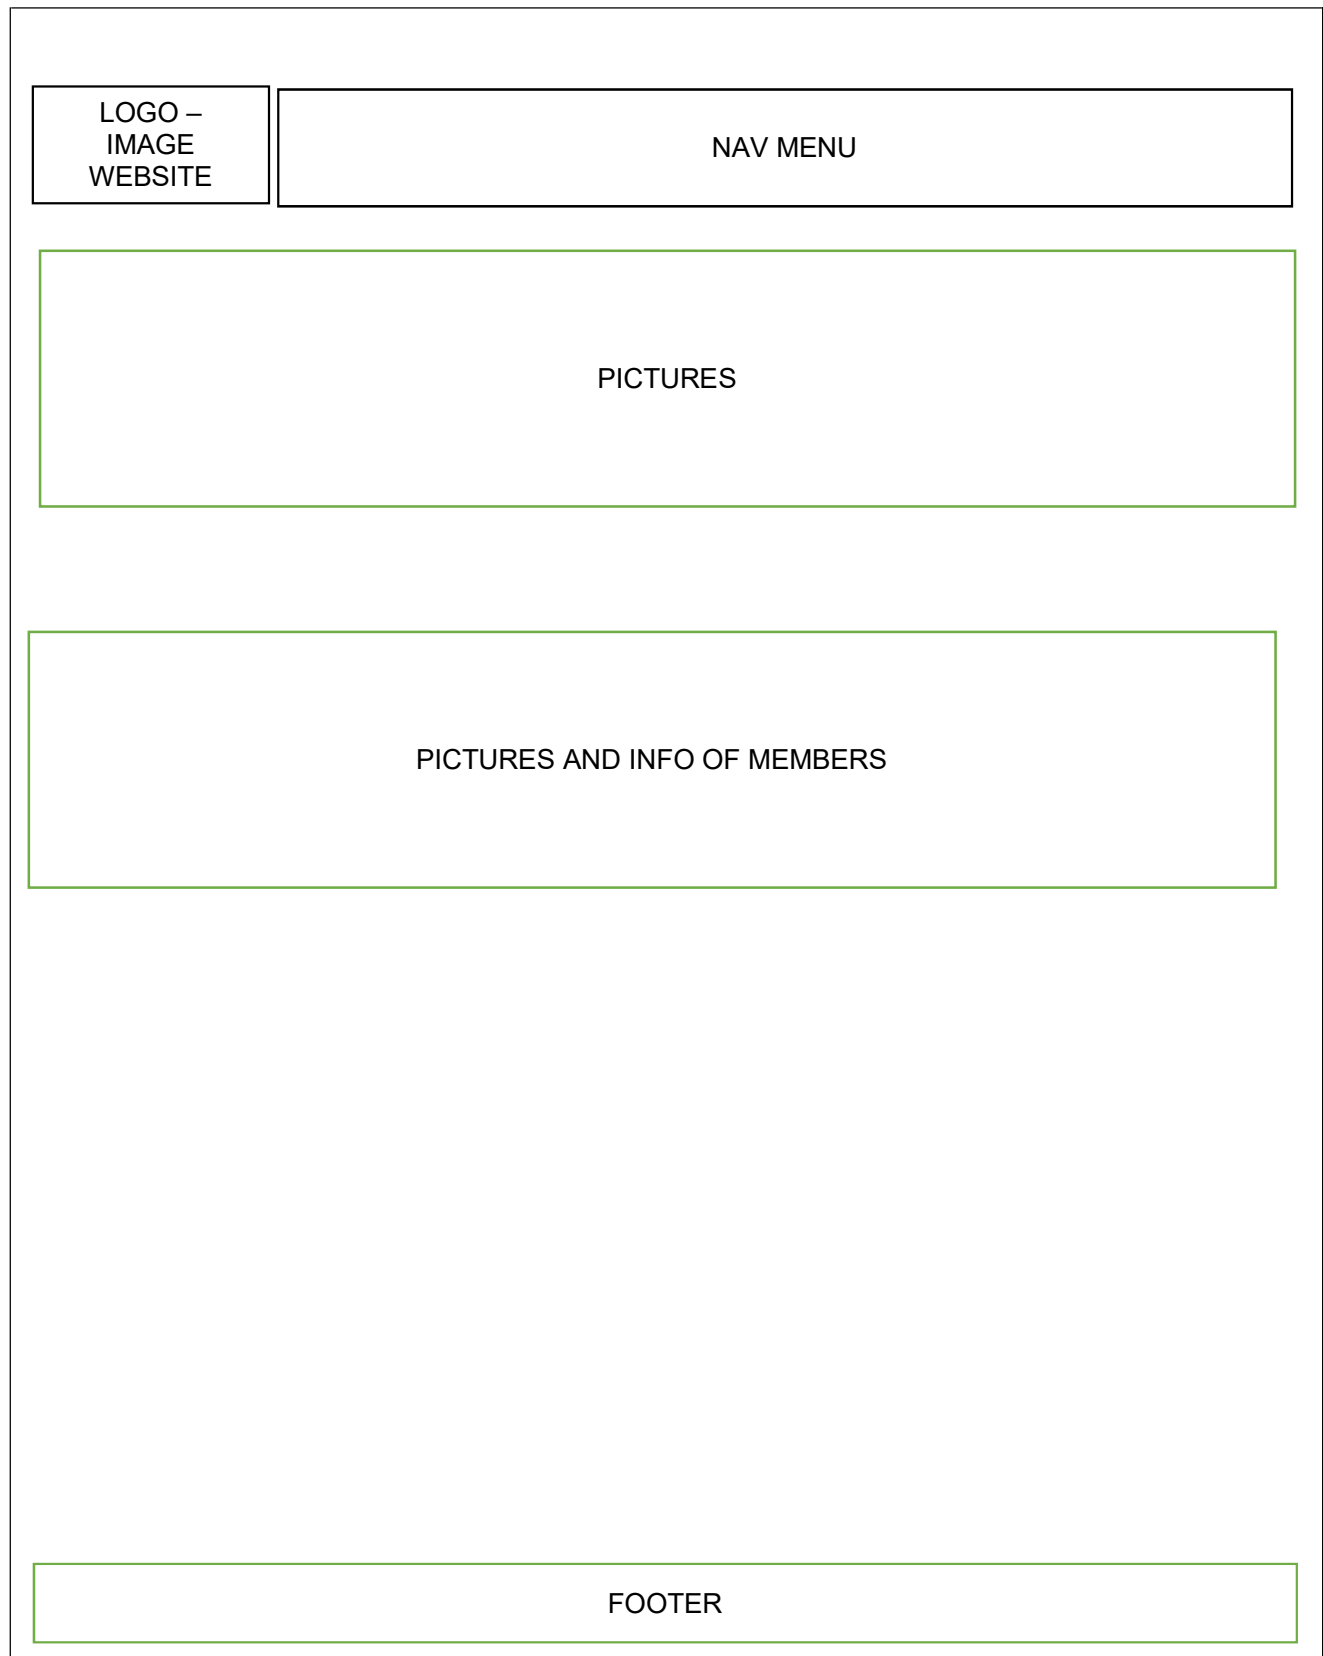 LOGO –
IMAGE
WEBSITE
NAV MENU
PICTURES
PICTURES AND INFO OF MEMBERS
FOOTER